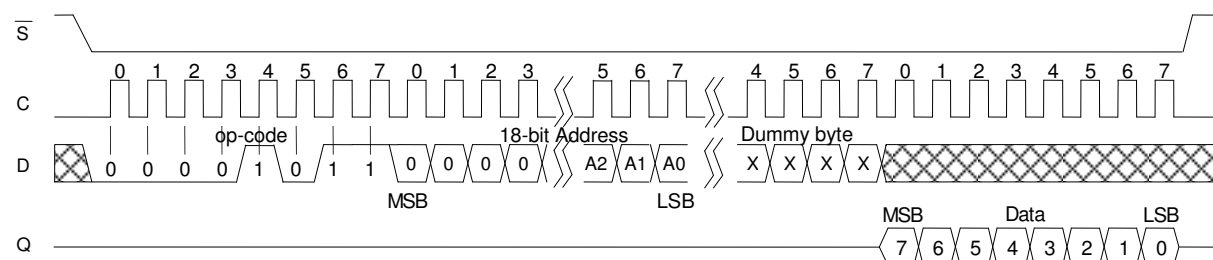 S
0 1 2 3 4 5 6 7 0 1 2 3 5 6 7 4 5 6 7 0 1 2 3 4 5 6 7
C
op-code 18-bit Address Dummy byte
D 0 0 0 0 1 0 1 1 0 0 0 0 A2 A1 A0 X X X X
MSB LSB
MSB Data LSB
Q 7 6 5 4 3 2 1 0